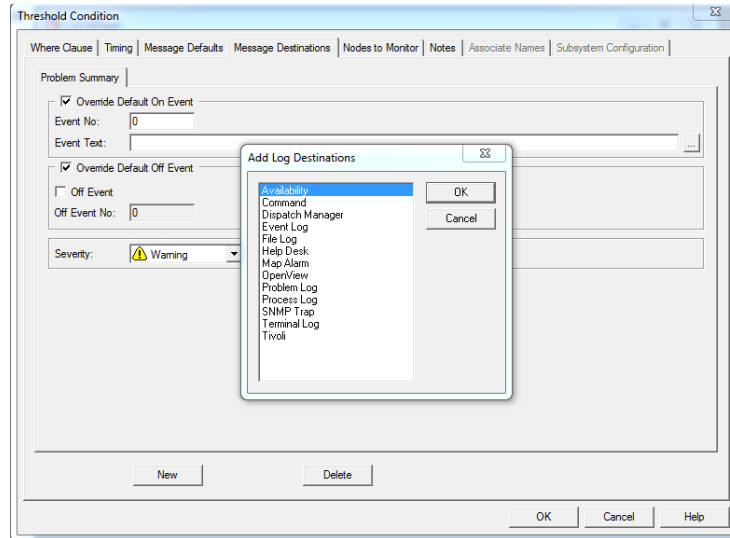 Threshold Condition
Where Clause Timing Message Defaults Message Destinations Nodes to Monitor Notes Associate Names Subsystem Configuration
Problem Summary
Override Default On Event
Event No: 0
Event Text: ...
Override Default Off Event
Off Event
Off Event No: 0
Severity: Warning
Add Log Destinations
Availability
Command
Dispatch Manager
Event Log
File Log
Help Desk
Map Alarm
OpenView
Problem Log
Process Log
SNMP Trap
Terminal Log
Tivoli
OK
Cancel
New Delete
OK Cancel Help